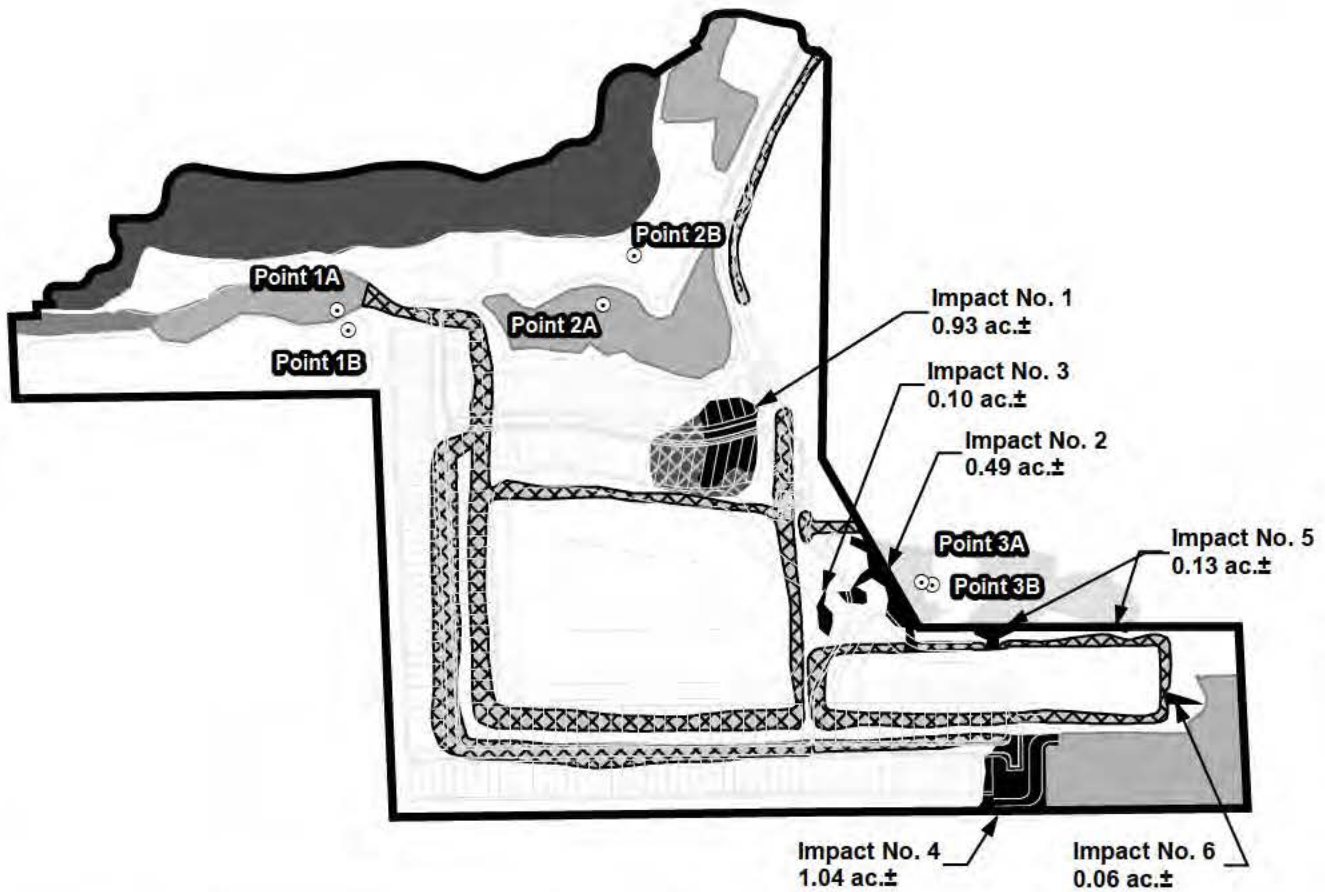 Point 2B
Point 1A
Impact No. 1
0.93 ac.±
Point 2A
Point 1B
Impact No. 3
0.10 ac.±
Impact No. 2
0.49 ac.±
Point 3A
Impact No. 5
0.13 ac.±
Point 3B
Impact No. 4
1.04 ac.±
Impact No. 6
0.06 ac.±